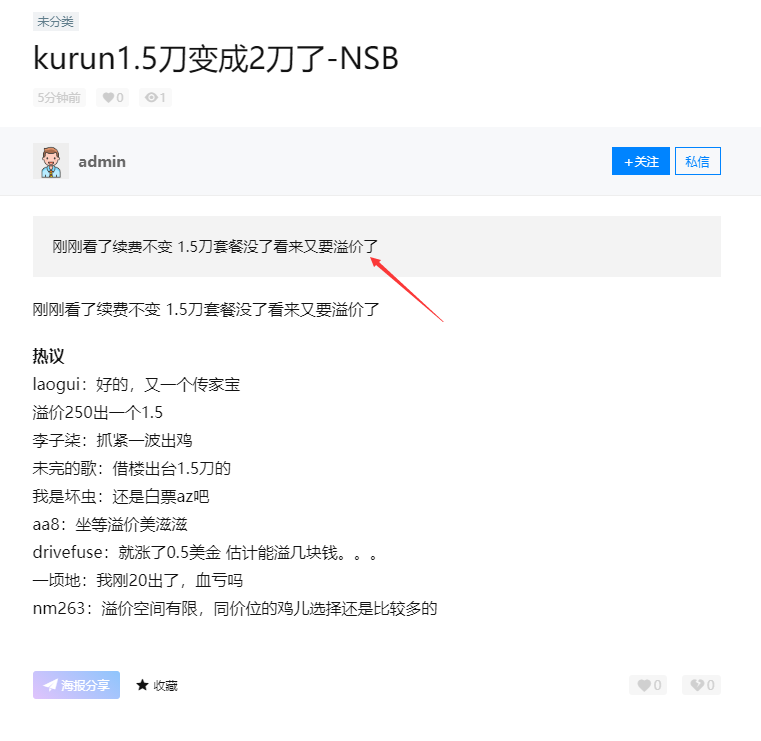 未分类
kurun1.5刀变成2刀了-NSB
5分钟前 0 1
admin
+关注 私信
刚刚看了续费不变 1.5刀套餐没了看来又要溢价了
刚刚看了续费不变 1.5刀套餐没了看来又要溢价了
热议
laogui：好的，又一个传家宝
溢价250出一个1.5
李子柒：抓紧一波出鸡
未完的歌：借楼出台1.5刀的
我是坏虫：还是白票az吧
aa8：坐等溢价美滋滋
drivefuse：就涨了0.5美金 估计能溢几块钱。。。
一顷地：我刚20出了，血亏吗
nm263：溢价空间有限，同价位的鸡儿选择还是比较多的
海报分享 收藏 0 0